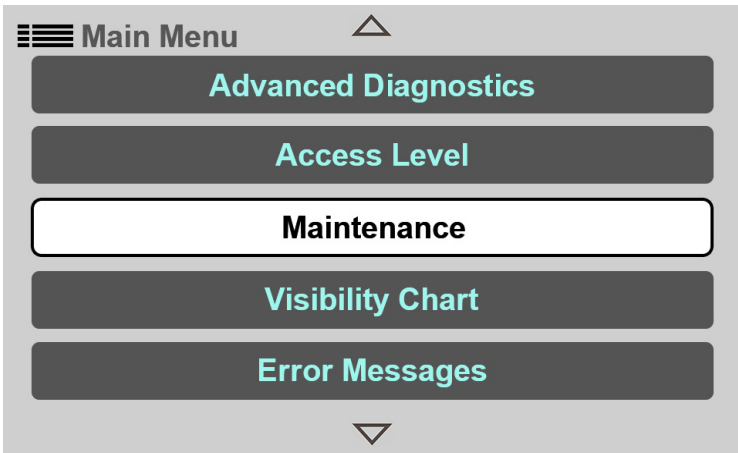 Main Menu
Advanced Diagnostics
Access Level
Maintenance
Visibility Chart
Error Messages